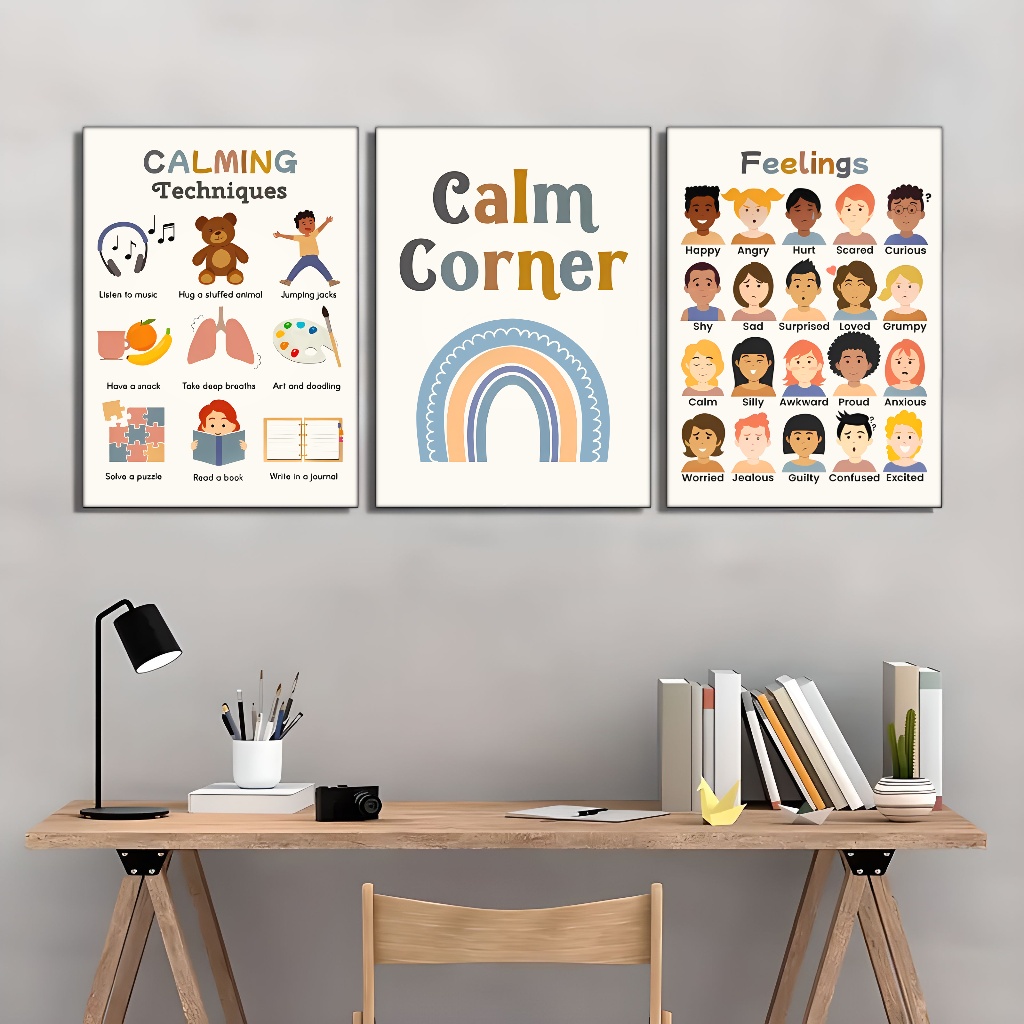 CALMING
Techniques
Listen to music
Hug a stuffed animal
Jumping jacks
Have a snack
Take deep breaths
Art and doodling
Solve a puzzle
Read a book
Write in a journal
Calm
Corner
Feelings
Happy
Angry
Hurt
Scared
Curious
?
Shy
Sad
Surprised
Loved
Grumpy
Calm
Silly
Awkward
Proud
Anxious
Worried
Jealous
Guilty
Confused
Excited